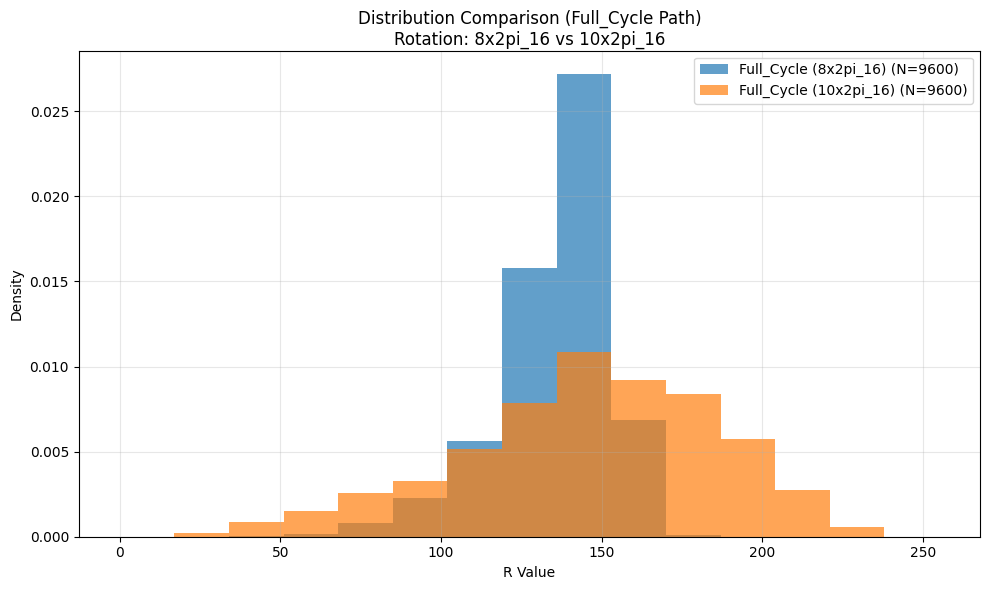 Distribution Comparison (Full_Cycle Path)
Rotation: 8x2pi_16 vs 10x2pi_16
Full_Cycle (8x2pi_16) (N=9600)
Full_Cycle (10x2pi_16) (N=9600)
0.025
0.020
0.015
0.010
0.005
0.000
Density
0 50 100 150 200 250
R Value